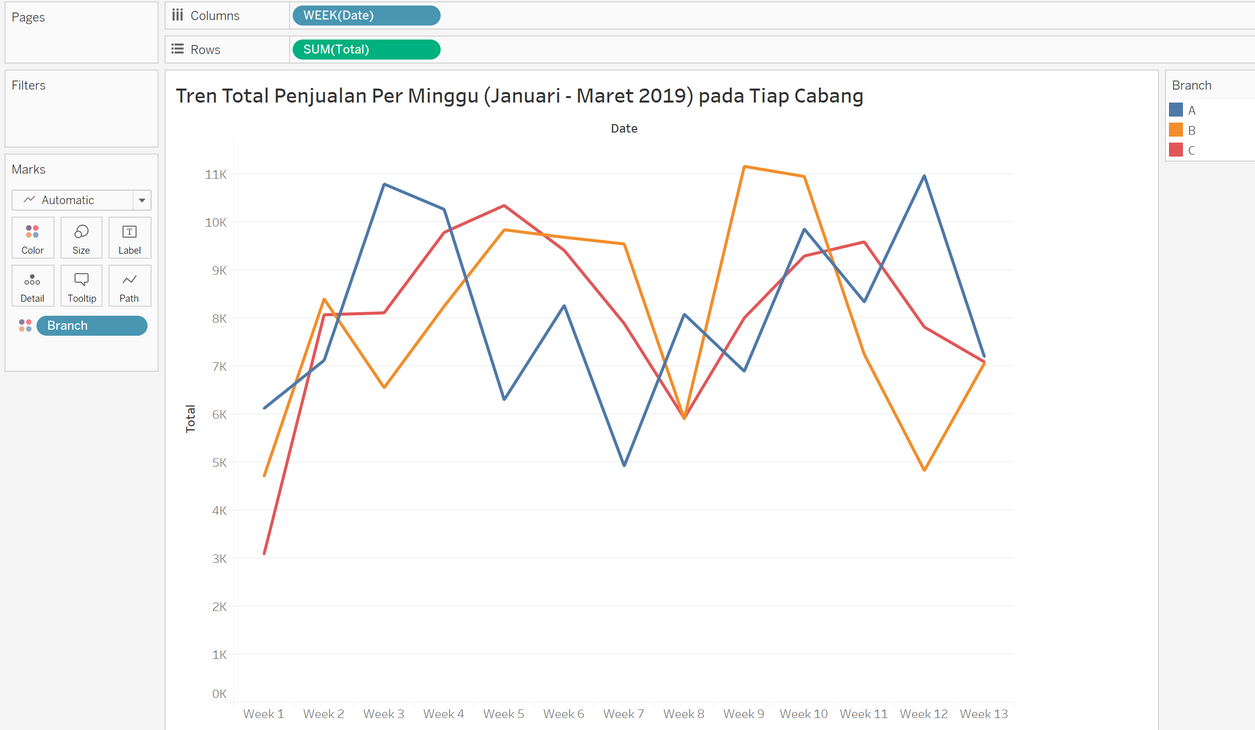 Pages
Columns
WEEK(Date)
Rows
SUM(Total)
Filters
Marks
Automatic
Color
Size
Label
Detail
Tooltip
Path
Branch
Tren Total Penjualan Per Minggu (Januari - Maret 2019) pada Tiap Cabang
Date
Total
11K
10K
9K
8K
7K
6K
5K
4K
3K
2K
1K
0K
Week 1
Week 2
Week 3
Week 4
Week 5
Week 6
Week 7
Week 8
Week 9
Week 10
Week 11
Week 12
Week 13
Branch
A
B
C